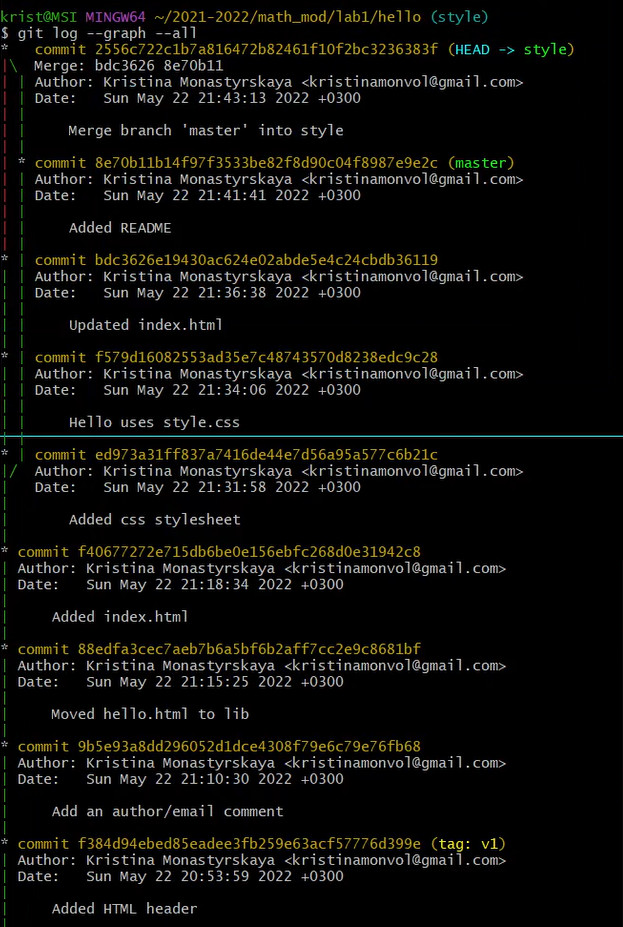 krist@MSI MINGW64 ~/2021-2022/math_mod/lab1/hello (style)
$ git log --graph --all
*   commit 2556c722c1b7a816472b82461f10f2bc3236383f (HEAD -> style)
|\  Merge: bdc3626 8e70b11
| | Author: Kristina Monastyrskaya <kristinamonvol@gmail.com>
| | Date:   Sun May 22 21:43:13 2022 +0300
| |
| |     Merge branch 'master' into style
| |
| * commit 8e70b11b14f97f3533be82f8d90c04f8987e9e2c (master)
| | Author: Kristina Monastyrskaya <kristinamonvol@gmail.com>
| | Date:   Sun May 22 21:41:41 2022 +0300
| |
| |     Added README
| |
* | commit bdc3626e19430ac624e02abde5e4c24cbdb36119
| | Author: Kristina Monastyrskaya <kristinamonvol@gmail.com>
| | Date:   Sun May 22 21:36:38 2022 +0300
| |
| |     Updated index.html
| |
* | commit f579d16082553ad35e7c48743570d8238edc9c28
| | Author: Kristina Monastyrskaya <kristinamonvol@gmail.com>
| | Date:   Sun May 22 21:34:06 2022 +0300
| |
| |     Hello uses style.css
| |
* | commit ed973a31ff837a7416de44e7d56a95a577c6b21c
|/  Author: Kristina Monastyrskaya <kristinamonvol@gmail.com>
|   Date:   Sun May 22 21:31:58 2022 +0300
|
|       Added css stylesheet
|
* commit f40677272e715db6be0e156ebfc268d0e31942c8
| Author: Kristina Monastyrskaya <kristinamonvol@gmail.com>
| Date:   Sun May 22 21:18:34 2022 +0300
|
|     Added index.html
|
* commit 88edfa3cec7aeb7b6a5bf6b2aff7cc2e9c8681bf
| Author: Kristina Monastyrskaya <kristinamonvol@gmail.com>
| Date:   Sun May 22 21:15:25 2022 +0300
|
|     Moved hello.html to lib
|
* commit 9b5e93a8dd296052d1dce4308f79e6c79e76fb68
| Author: Kristina Monastyrskaya <kristinamonvol@gmail.com>
| Date:   Sun May 22 21:10:30 2022 +0300
|
|     Add an author/email comment
|
* commit f384d94ebed85eadee3fb259e63acf57776d399e (tag: v1)
| Author: Kristina Monastyrskaya <kristinamonvol@gmail.com>
| Date:   Sun May 22 20:53:59 2022 +0300
|
|     Added HTML header
|